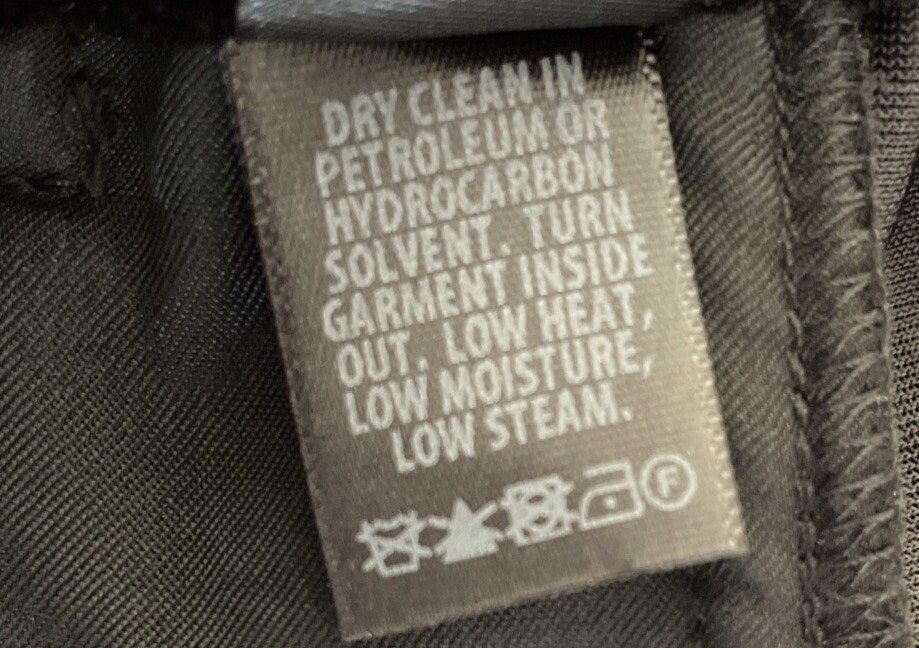 DRY CLEAN IN
PETROLEUM OR
HYDROCARBON
SOLVENT. TURN
GARMENT INSIDE
OUT. LOW HEAT,
LOW MOISTURE,
LOW STEAM.
F